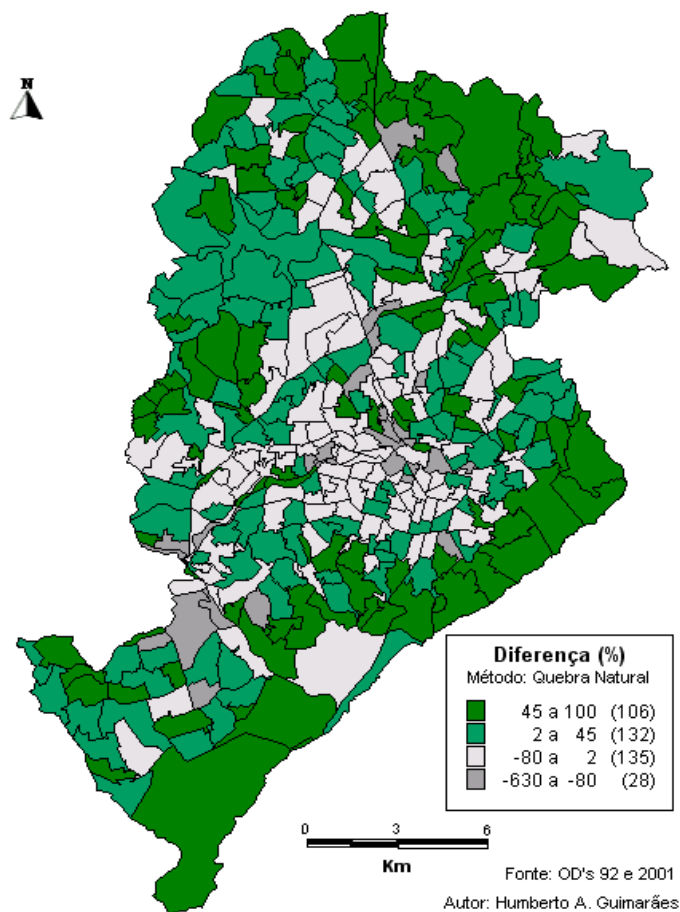 N
Diferença (%)
Método: Quebra Natural
45 a 100 (106)
2 a 45 (132)
-80 a 2 (135)
-630 a -80 (28)
0 3 6
Km
Fonte: OD's 92 e 2001
Autor: Humberto A. Guimarães